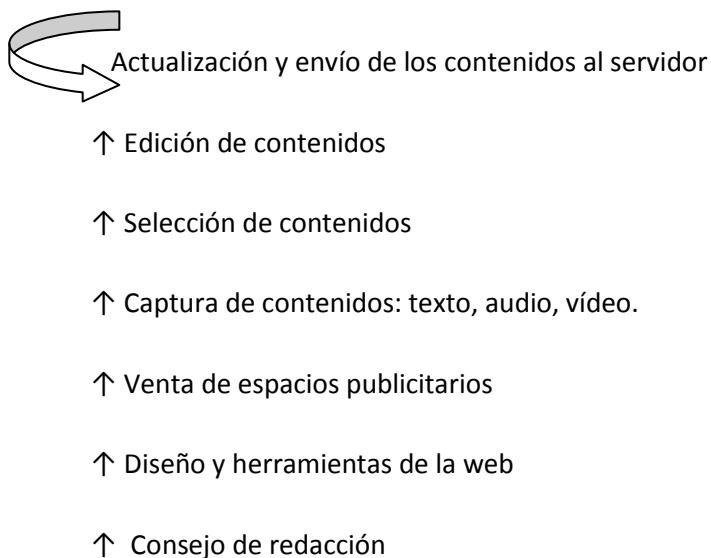 Actualización y envío de los contenidos al servidor
↑ Edición de contenidos
↑ Selección de contenidos
↑ Captura de contenidos: texto, audio, vídeo.
↑ Venta de espacios publicitarios
↑ Diseño y herramientas de la web
↑ Consejo de redacción